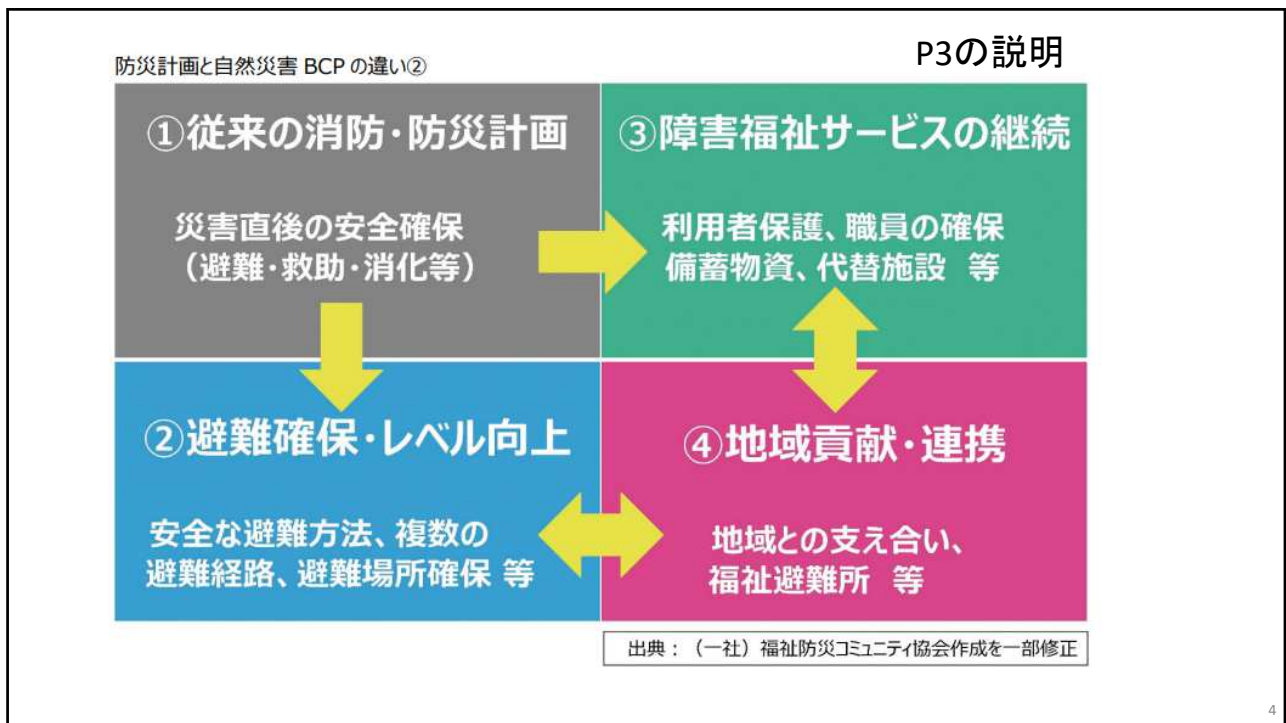 P3の説明
防災計画と自然災害 BCP の違い②
①従来の消防・防災計画
災害直後の安全確保
（避難・救助・消化等）
③障害福祉サービスの継続
利用者保護、職員の確保
備蓄物資、代替施設 等
②避難確保・レベル向上
安全な避難方法、複数の
避難経路、避難場所確保 等
④地域貢献・連携
地域との支え合い、
福祉避難所 等
出典：（一社）福祉防災コミュニティ協会作成を一部修正
4